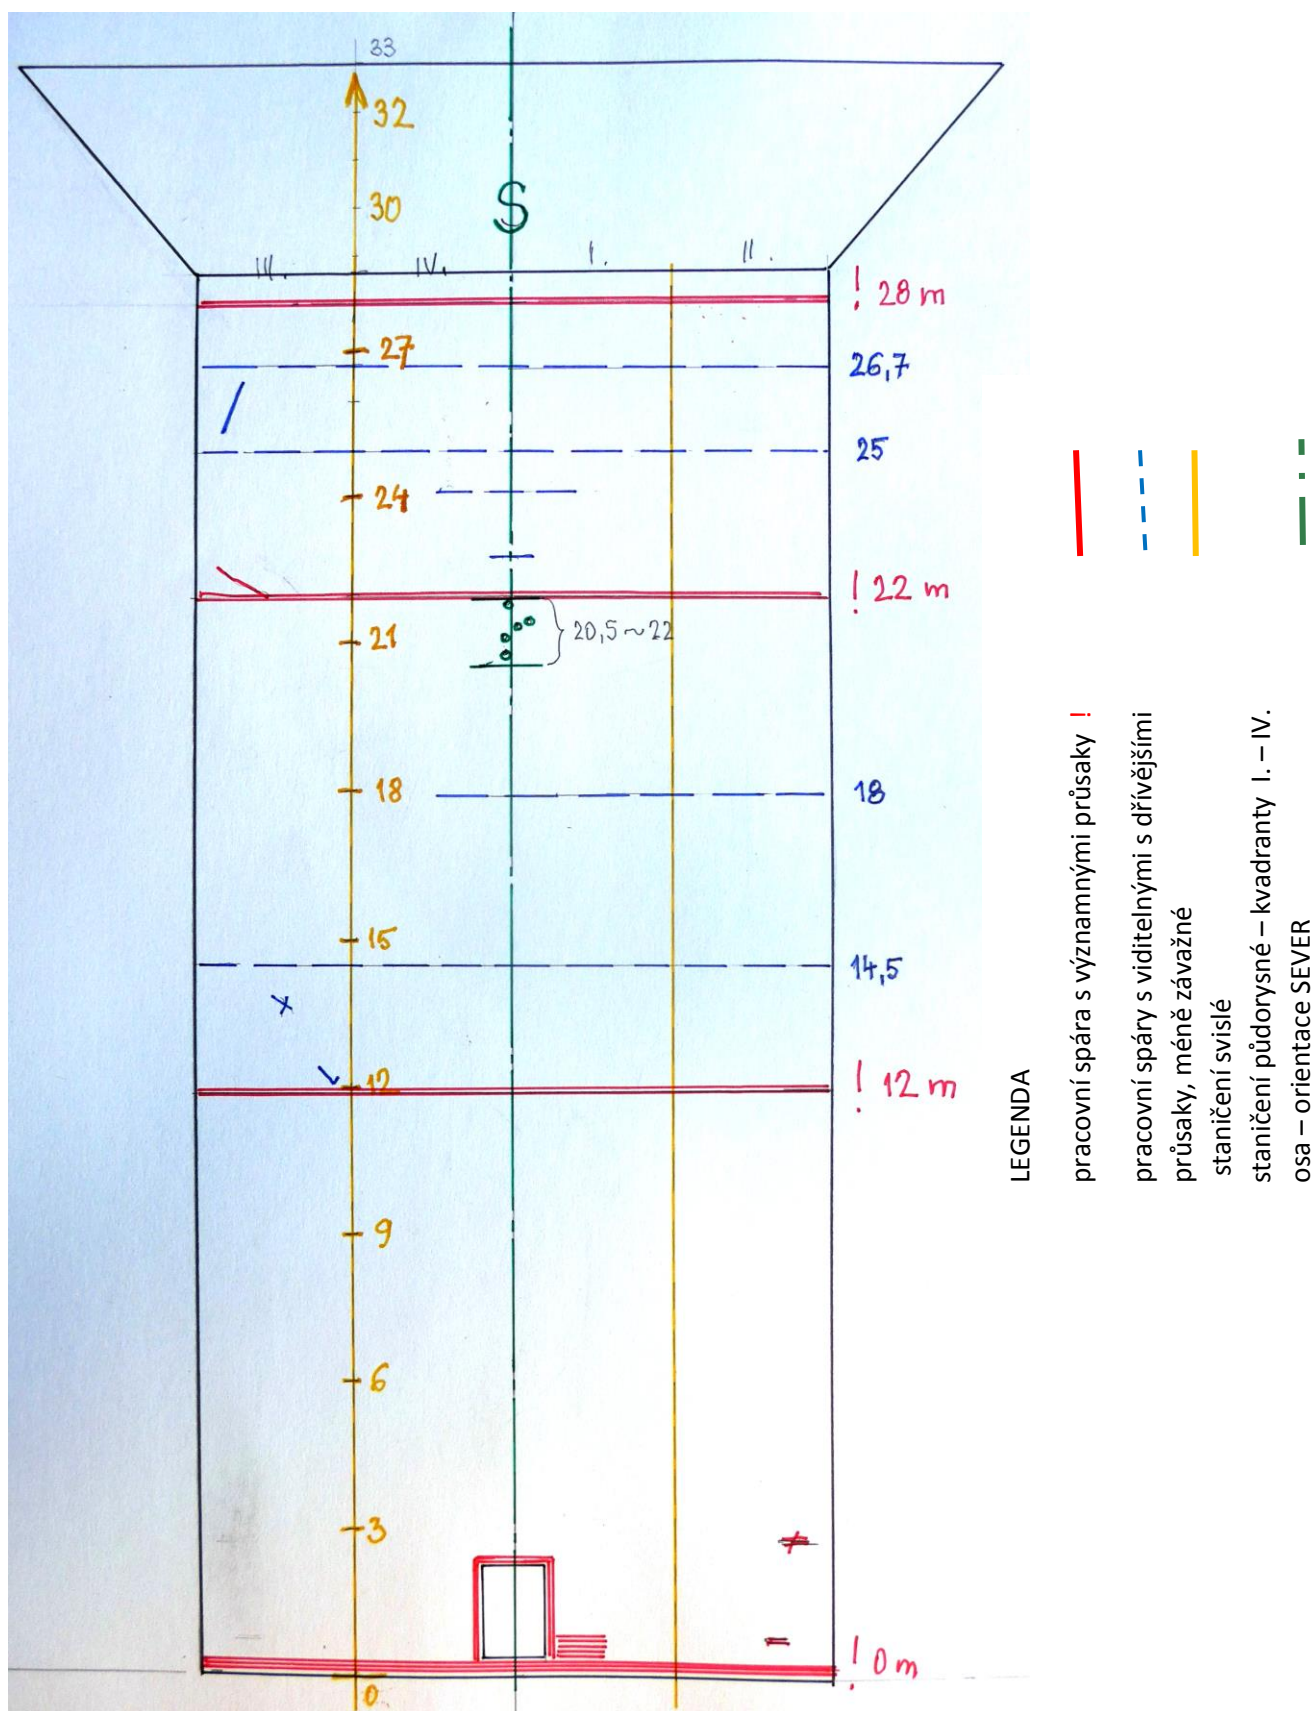 33
32
S
30
III. IV. I. II.
! 28 m
27
26,7
25
24
! 22 m
20,5 ~ 22
21
18 18
15
14,5
12 ! 12 m
9
6
3
! 0 m
0
LEGENDA
pracovní spára s významnými průsaky !
pracovní spáry s viditelnými s dřívějšími
průsaky, méně závažné
staničení svislé
staničení půdorysné – kvadranty I. – IV.
osa – orientace SEVER